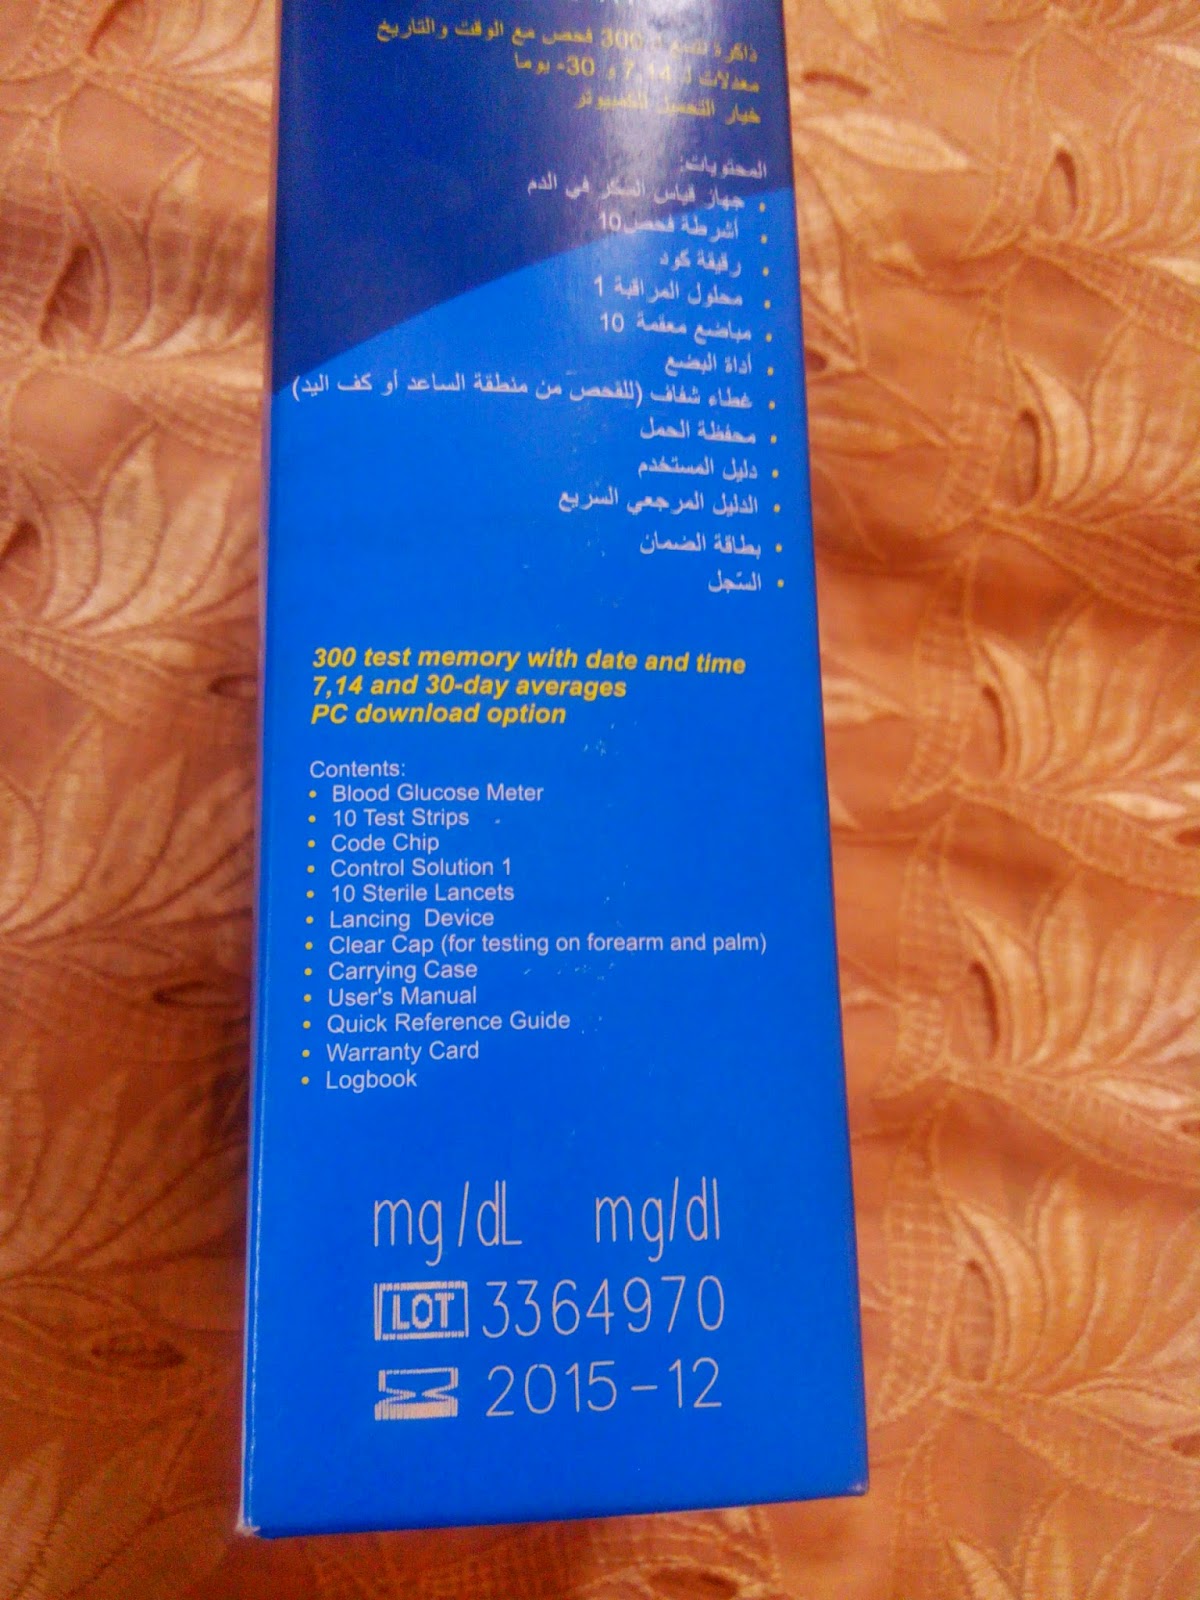 ذاكرة تتسع لـ 300 فحص مع الوقت والتاريخ
معدلات لـ 7,14 و 30- يوما
خيار التحميل للكمبيوتر
المحتويات:
• جهاز قياس السكر في الدم
• أشرطة فحص10
• رقيقة كود
• محلول المراقبة 1
• مباضع معقمة 10
• أداة البضع
• غطاء شفاف (للفحص من منطقة الساعد أو كف اليد)
• محفظة الحمل
• دليل المستخدم
• الدليل المرجعي السريع
• بطاقة الضمان
• السّجل
300 test memory with date and time
7,14 and 30-day averages
PC download option
Contents:
• Blood Glucose Meter
• 10 Test Strips
• Code Chip
• Control Solution 1
• 10 Sterile Lancets
• Lancing Device
• Clear Cap (for testing on forearm and palm)
• Carrying Case
• User's Manual
• Quick Reference Guide
• Warranty Card
• Logbook
mg/dL mg/dl
LOT 3364970
2015-12